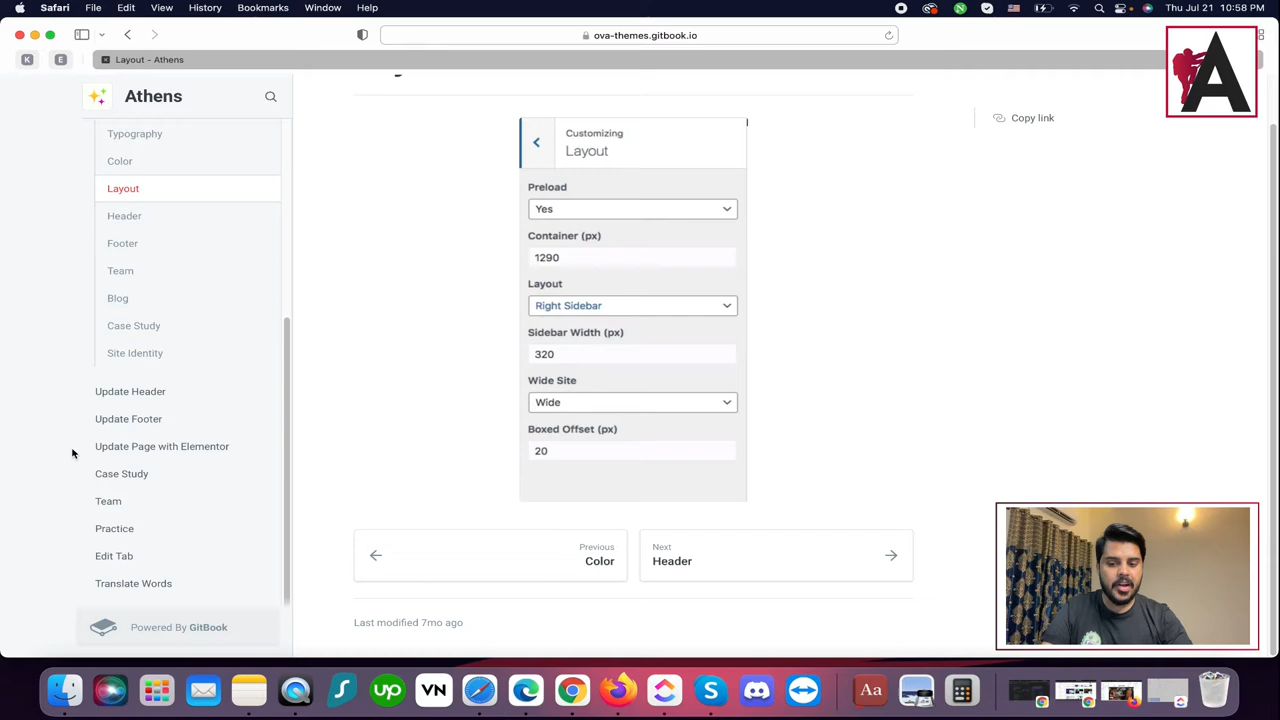 Safari File Edit View History Bookmarks Window Help
Thu Jul 21 10:58 PM
ova-themes.gitbook.io
K E Layout - Athens
A
Athens
Typography
Color
Layout
Header
Footer
Team
Blog
Case Study
Site Identity
Update Header
Update Footer
Update Page with Elementor
Case Study
Team
Practice
Edit Tab
Translate Words
Powered By GitBook
Copy link
Customizing
Layout
Preload
Yes
Container (px)
1290
Layout
Right Sidebar
Sidebar Width (px)
320
Wide Site
Wide
Boxed Offset (px)
20
Previous
Color
Next
Header
Last modified 7mo ago
up VN Aa